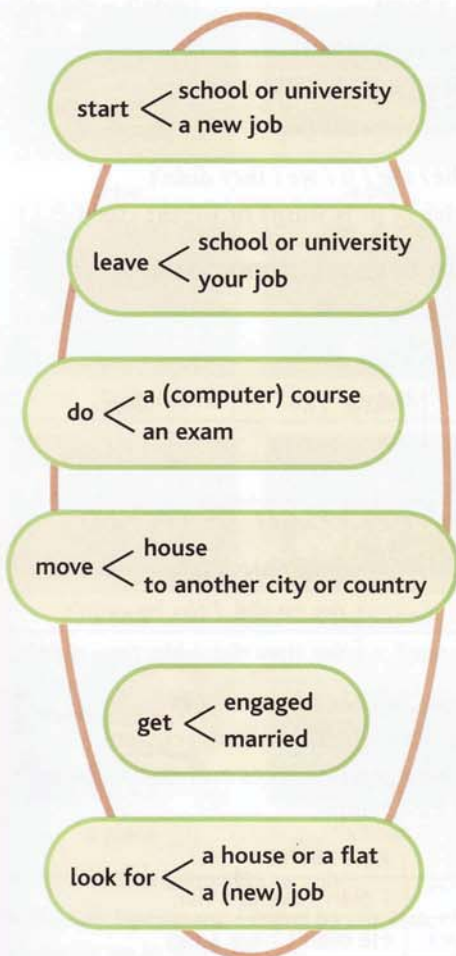 start
school or university
a new job
leave
school or university
your job
do
a (computer) course
an exam
move
house
to another city or country
get
engaged
married
look for
a house or a flat
a (new) job